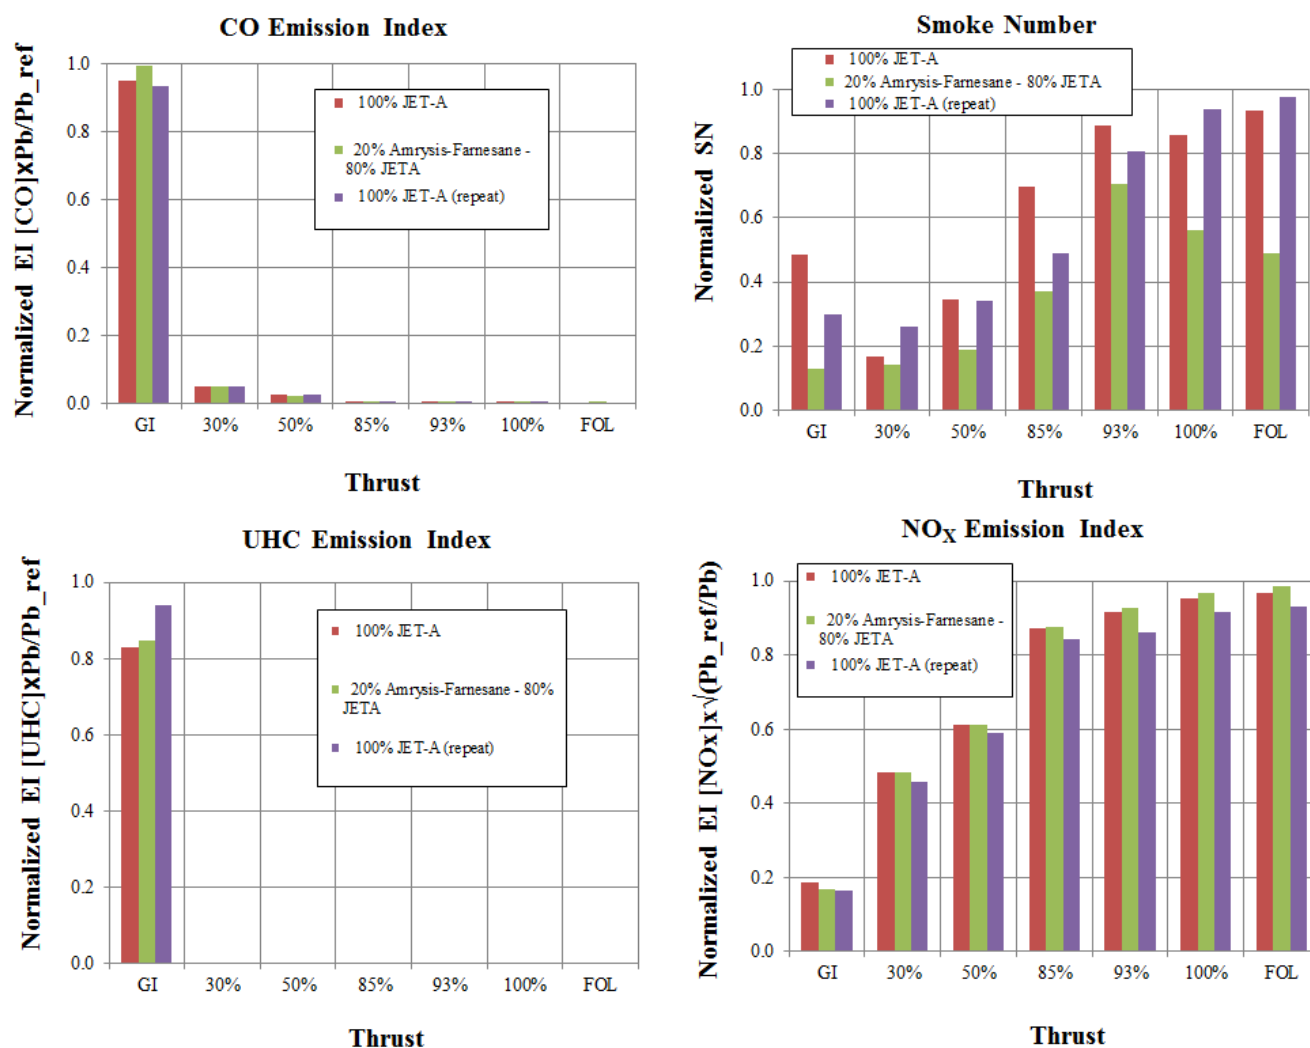 CO Emission Index
Normalized EI [CO]xPb/Pb_ref
1.0
0.8
0.6
0.4
0.2
0.0
100% JET-A
20% Amrysis-Farnesane -
80% JETA
100% JET-A (repeat)
GI 30% 50% 85% 93% 100% FOL
Thrust
Smoke Number
Normalized SN
100% JET-A
20% Amrysis-Farnesane - 80% JETA
100% JET-A (repeat)
1.0
0.8
0.6
0.4
0.2
0.0
GI 30% 50% 85% 93% 100% FOL
Thrust
UHC Emission Index
Normalized EI [UHC]xPb/Pb_ref
1.0
0.8
0.6
0.4
0.2
0.0
100% JET-A
20% Amrysis-Farnesane - 80%
JETA
100% JET-A (repeat)
GI 30% 50% 85% 93% 100% FOL
Thrust
NOX Emission Index
Normalized EI [NOx]x√(Pb_ref/Pb)
100% JET-A
20% Amrysis-Farnesane -
80% JETA
100% JET-A (repeat)
1.0
0.8
0.6
0.4
0.2
0.0
GI 30% 50% 85% 93% 100% FOL
Thrust